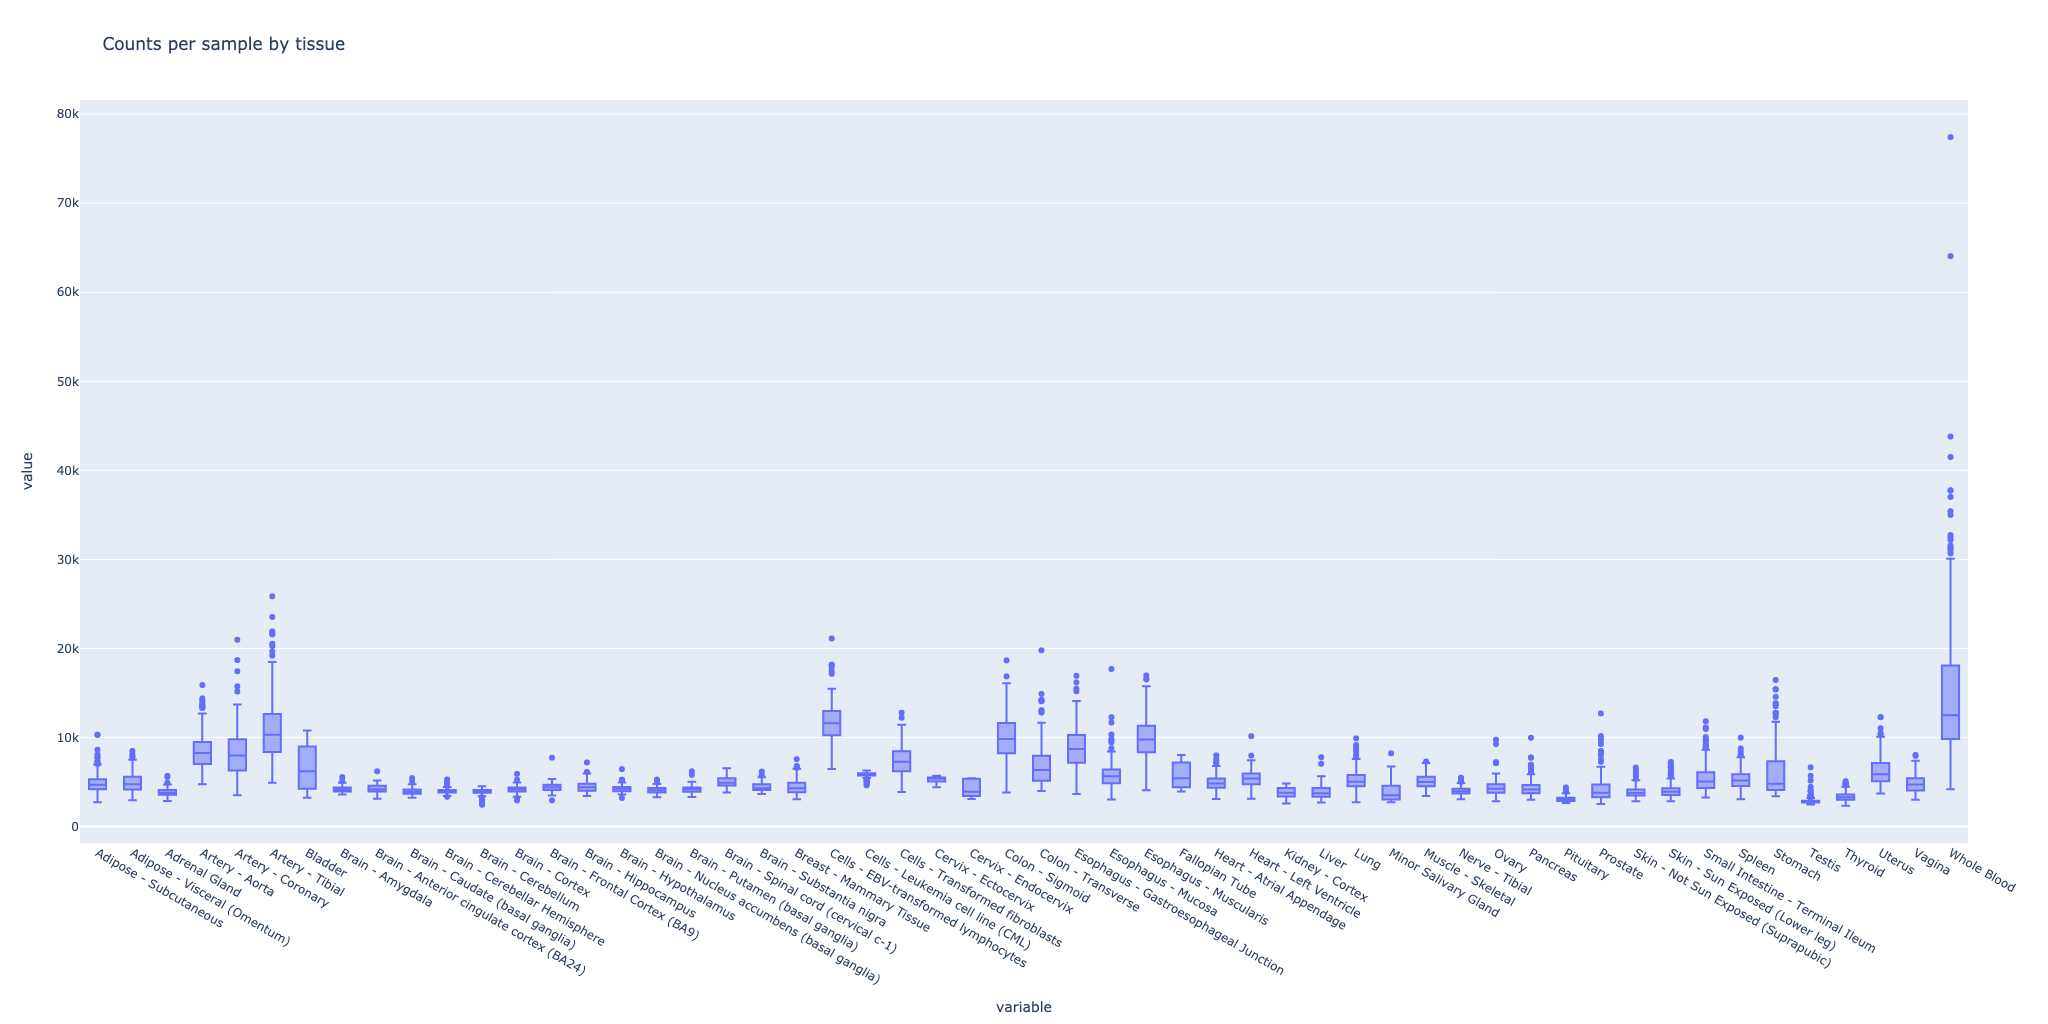 Counts per sample by tissue
80k
70k
60k
50k
40k
30k
20k
10k
0
value
Adipose - Subcutaneous
Adipose - Visceral (Omentum)
Adrenal Gland
Artery - Aorta
Artery - Coronary
Artery - Tibial
Bladder
Brain - Amygdala
Brain - Anterior cingulate cortex (BA24)
Brain - Caudate (basal ganglia)
Brain - Cerebellar Hemisphere
Brain - Cerebellum
Brain - Cortex
Brain - Frontal Cortex (BA9)
Brain - Hippocampus
Brain - Hypothalamus
Brain - Nucleus accumbens (basal ganglia)
Brain - Putamen (basal ganglia)
Brain - Spinal cord (cervical c-1)
Brain - Substantia nigra
Breast - Mammary Tissue
Cells - EBV-transformed lymphocytes
Cells - Leukemia cell line (CML)
Cells - Transformed fibroblasts
Cervix - Ectocervix
Cervix - Endocervix
Colon - Sigmoid
Colon - Transverse
Esophagus - Gastroesophageal Junction
Esophagus - Mucosa
Esophagus - Muscularis
Fallopian Tube
Heart - Atrial Appendage
Heart - Left Ventricle
Kidney - Cortex
Liver
Lung
Minor Salivary Gland
Muscle - Skeletal
Nerve - Tibial
Ovary
Pancreas
Pituitary
Prostate
Skin - Not Sun Exposed (Suprapubic)
Skin - Sun Exposed (Lower leg)
Small Intestine - Terminal Ileum
Spleen
Stomach
Testis
Thyroid
Uterus
Vagina
Whole Blood
variable